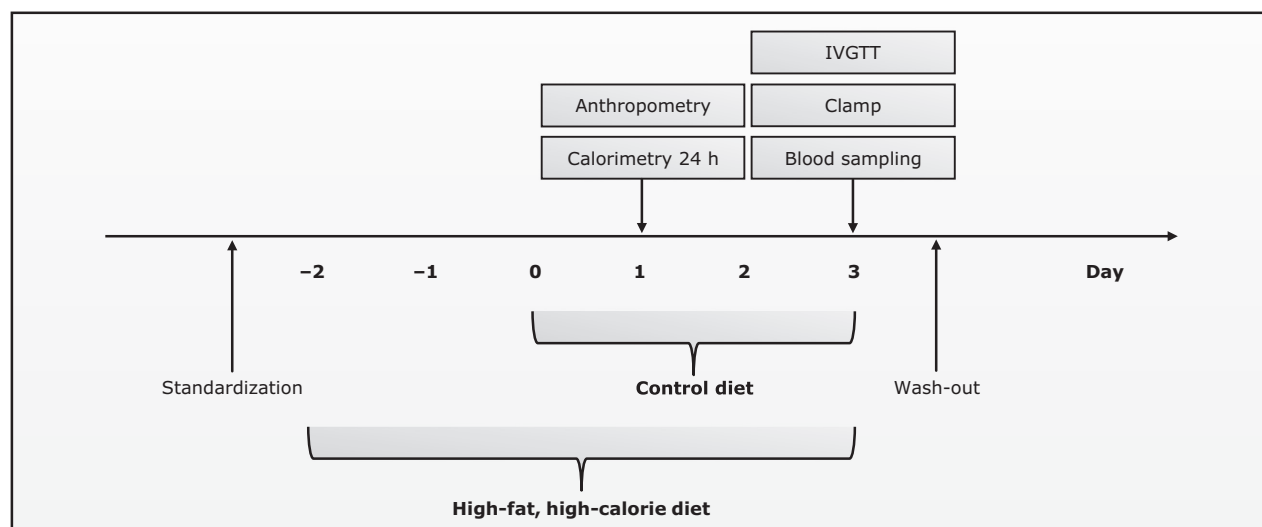 IVGTT
Anthropometry
Clamp
Calorimetry 24 h
Blood sampling
−2
−1
0
1
2
3
Day
Standardization
Control diet
Wash-out
High-fat, high-calorie diet